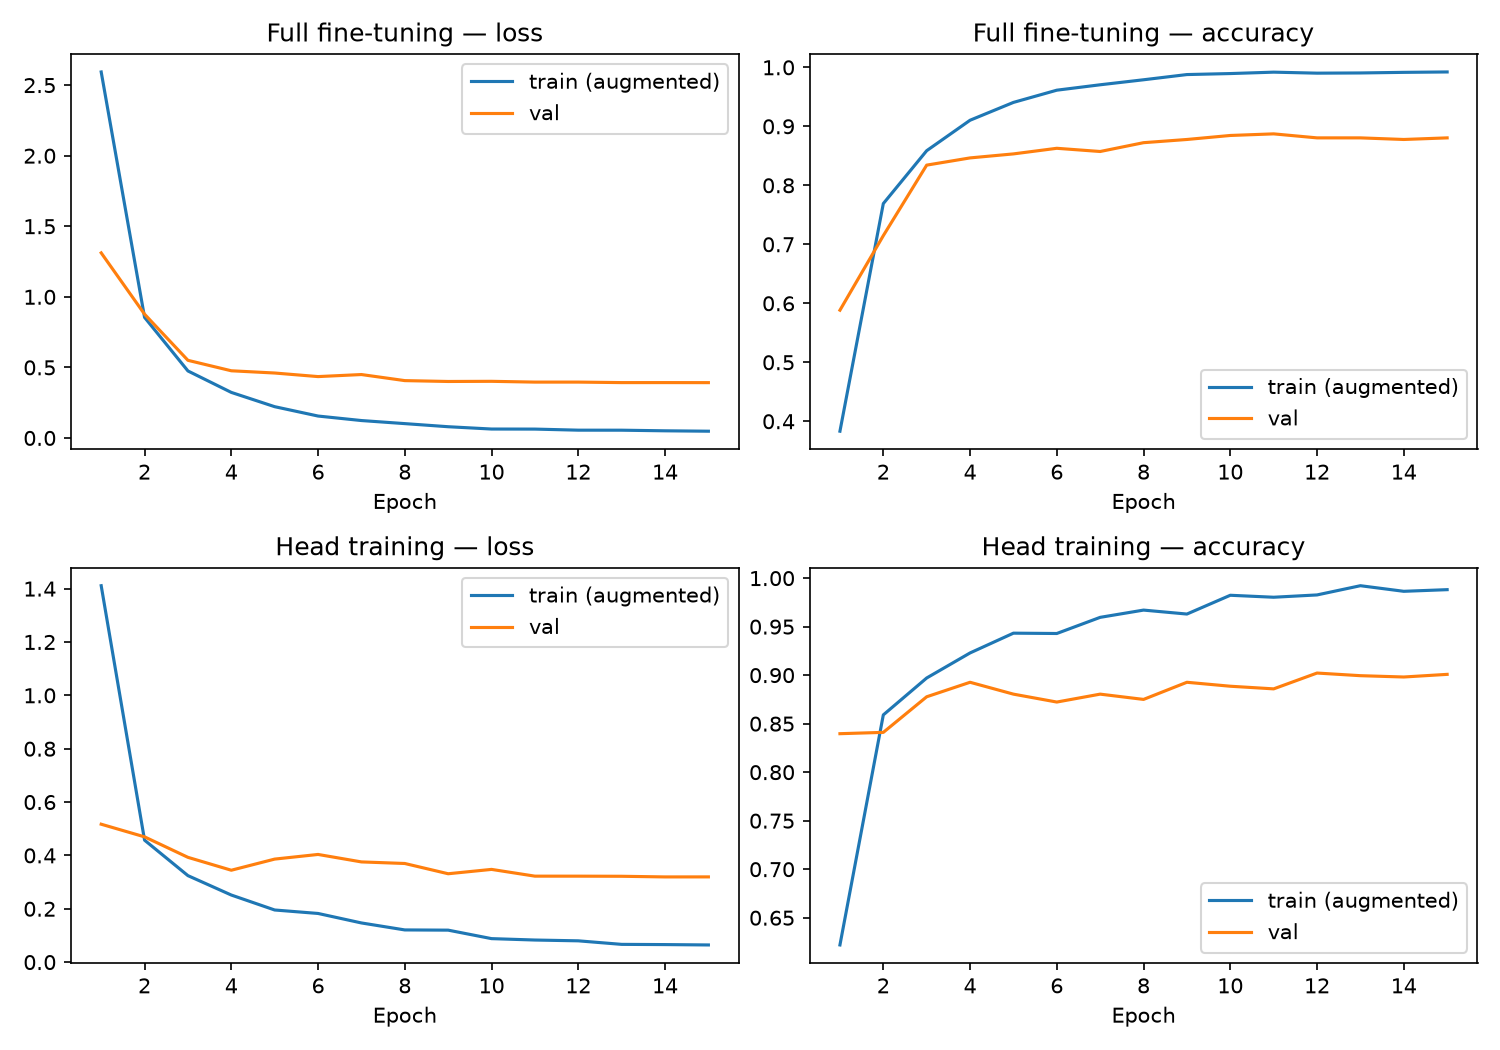 Full fine-tuning — loss
2.5
2.0
1.5
1.0
0.5
0.0
train (augmented)
val
2 4 6 8 10 12 14
Epoch
Full fine-tuning — accuracy
1.0
0.9
0.8
0.7
0.6
0.5
0.4
train (augmented)
val
2 4 6 8 10 12 14
Epoch
Head training — loss
1.4
1.2
1.0
0.8
0.6
0.4
0.2
0.0
train (augmented)
val
2 4 6 8 10 12 14
Epoch
Head training — accuracy
1.00
0.95
0.90
0.85
0.80
0.75
0.70
0.65
train (augmented)
val
2 4 6 8 10 12 14
Epoch